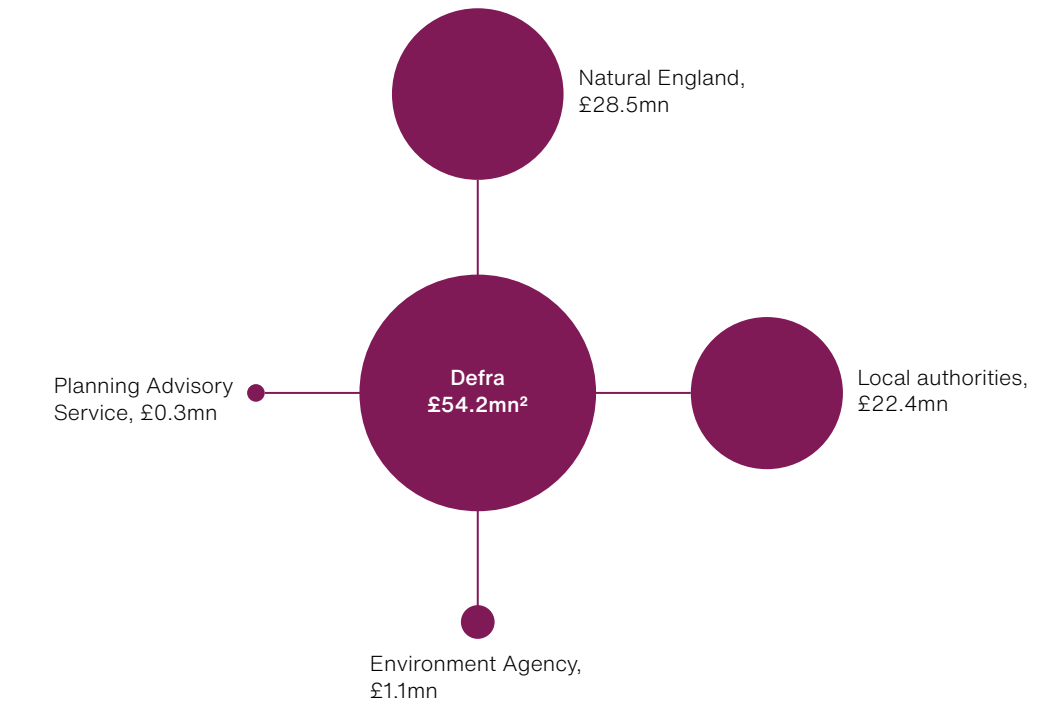 Natural England,
£28.5mn
Defra
£54.2mn²
Planning Advisory
Service, £0.3mn
Local authorities,
£22.4mn
Environment Agency,
£1.1mn